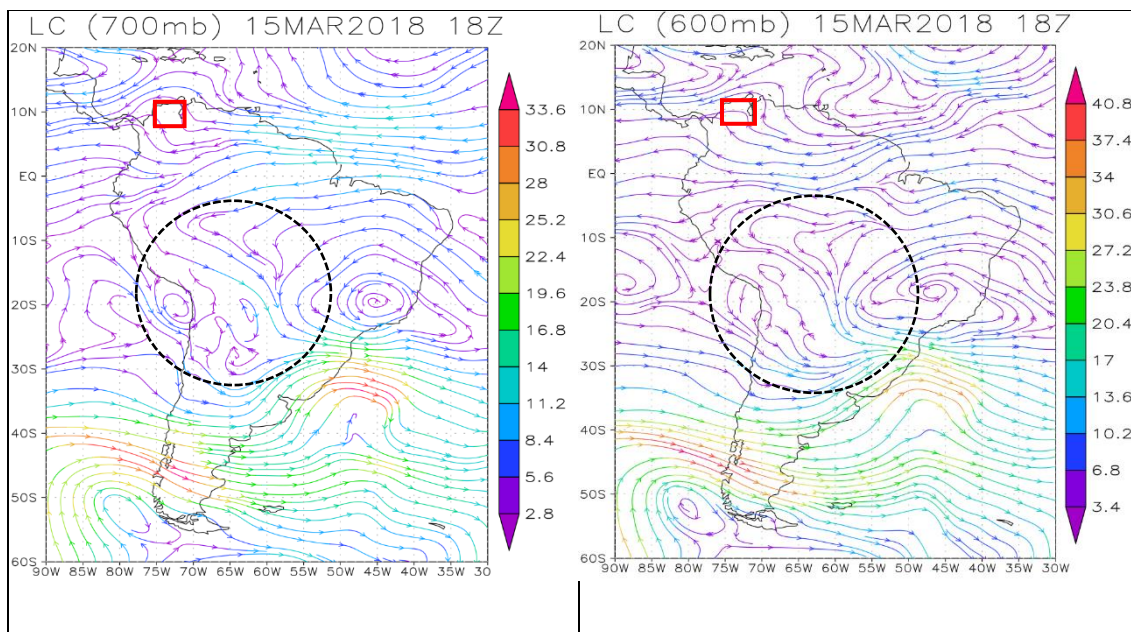 LC (700mb) 15MAR2018 18Z
20N
10N
EQ
10S
20S
30S
40S
50S
60S
90W 85W 80W 75W 70W 65W 60W 55W 50W 45W 40W 35W 30
33.6
30.8
28
25.2
22.4
19.6
16.8
14
11.2
8.4
5.6
2.8
LC (600mb) 15MAR2018 18Z
20N
10N
EQ
10S
20S
30S
40S
50S
60S
90W 85W 80W 75W 70W 65W 60W 55W 50W 45W 40W 35W 30W
40.8
37.4
34
30.6
27.2
23.8
20.4
17
13.6
10.2
6.8
3.4